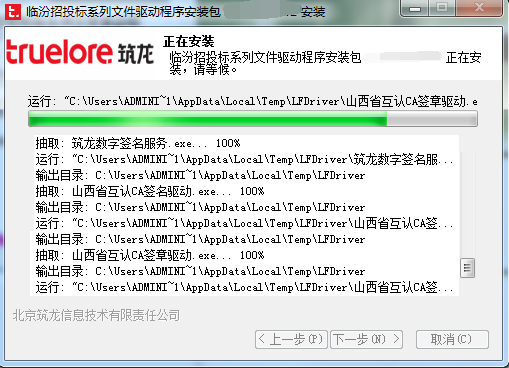 临汾招投标系列文件驱动程序安装包 安装
truelore 筑龙
正在安装
临汾招投标系列文件驱动程序安装包 正在安
装，请等候。
运行: "C:\Users\ADMINI~1\AppData\Local\Temp\LFDriver\山西省互认CA签章驱动.e
抽取: 筑龙数字签名服务.exe... 100%
运行: "C:\Users\ADMINI~1\AppData\Local\Temp\LFDriver\筑龙数字签名服...
输出目录: C:\Users\ADMINI~1\AppData\Local\Temp\LFDriver
抽取: 山西省互认CA签名驱动.exe... 100%
输出目录: C:\Users\ADMINI~1\AppData\Local\Temp\LFDriver
运行: "C:\Users\ADMINI~1\AppData\Local\Temp\LFDriver\山西省互认CA签...
输出目录: C:\Users\ADMINI~1\AppData\Local\Temp\LFDriver
抽取: 山西省互认CA签章驱动.exe... 100%
输出目录: C:\Users\ADMINI~1\AppData\Local\Temp\LFDriver
运行: "C:\Users\ADMINI~1\AppData\Local\Temp\LFDriver\山西省互认CA签...
北京筑龙信息技术有限责任公司
< 上一步(P) 下一步(N) > 取消(C)